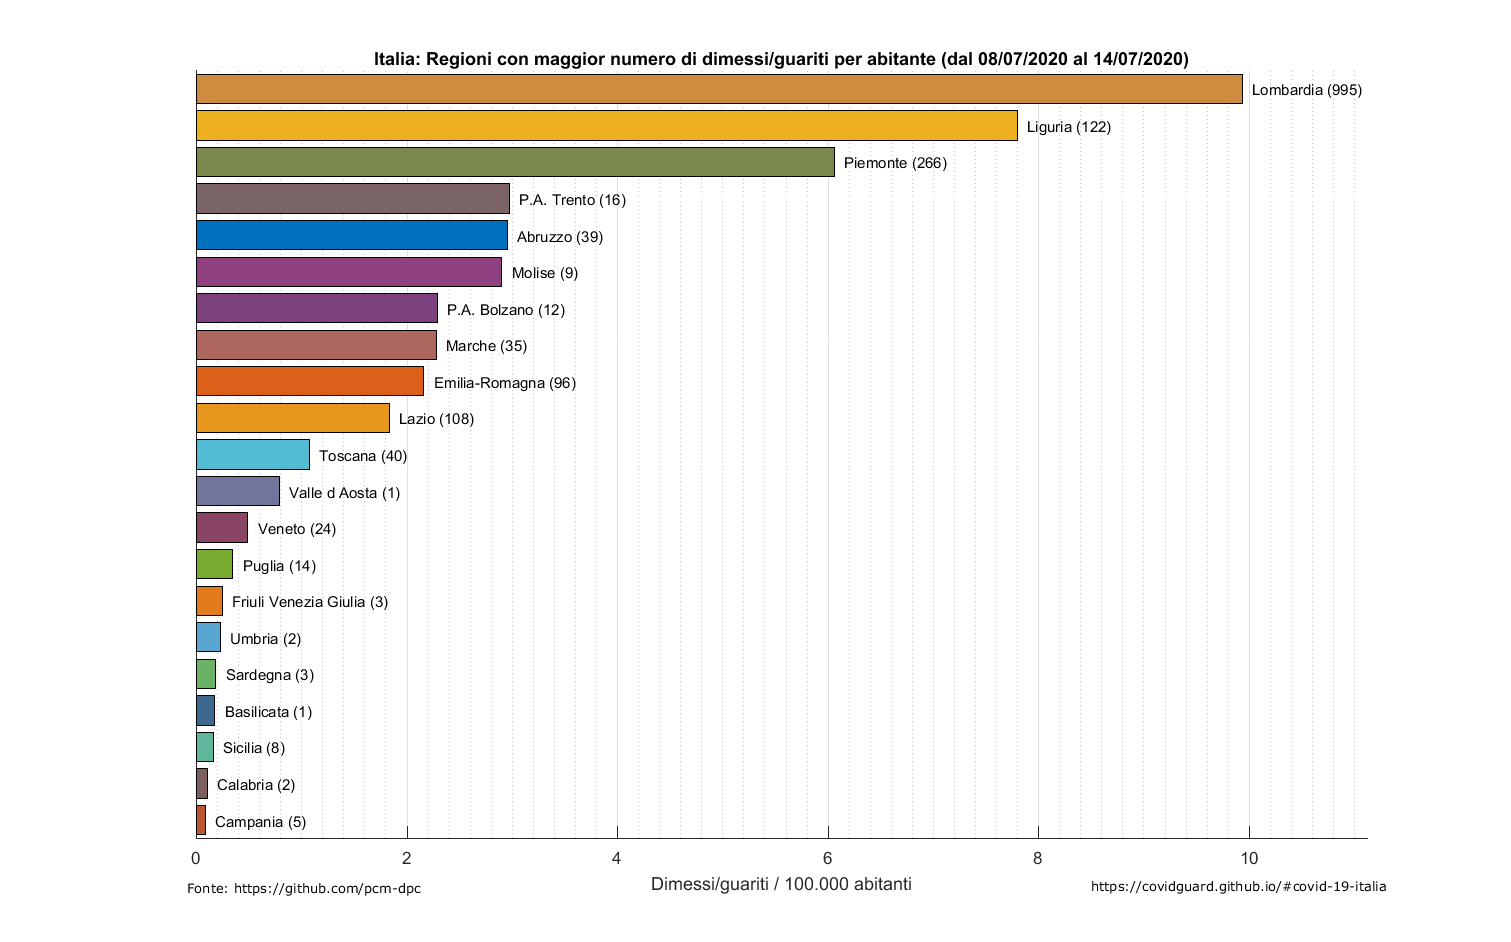 Italia: Regioni con maggior numero di dimessi/guariti per abitante (dal 08/07/2020 al 14/07/2020)
Lombardia (995)
Liguria (122)
Piemonte (266)
P.A. Trento (16)
Abruzzo (39)
Molise (9)
P.A. Bolzano (12)
Marche (35)
Emilia-Romagna (96)
Lazio (108)
Toscana (40)
Valle d Aosta (1)
Veneto (24)
Puglia (14)
Friuli Venezia Giulia (3)
Umbria (2)
Sardegna (3)
Basilicata (1)
Sicilia (8)
Calabria (2)
Campania (5)
0 2 4 6 8 10
Dimessi/guariti / 100.000 abitanti
Fonte: https://github.com/pcm-dpc
https://covidguard.github.io/#covid-19-italia